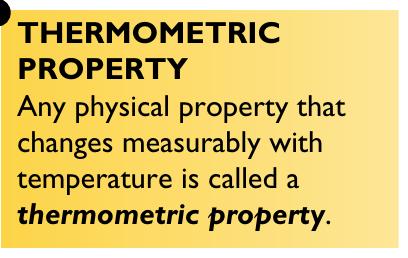 THERMOMETRIC
PROPERTY
Any physical property that
changes measurably with
temperature is called a
thermometric property.